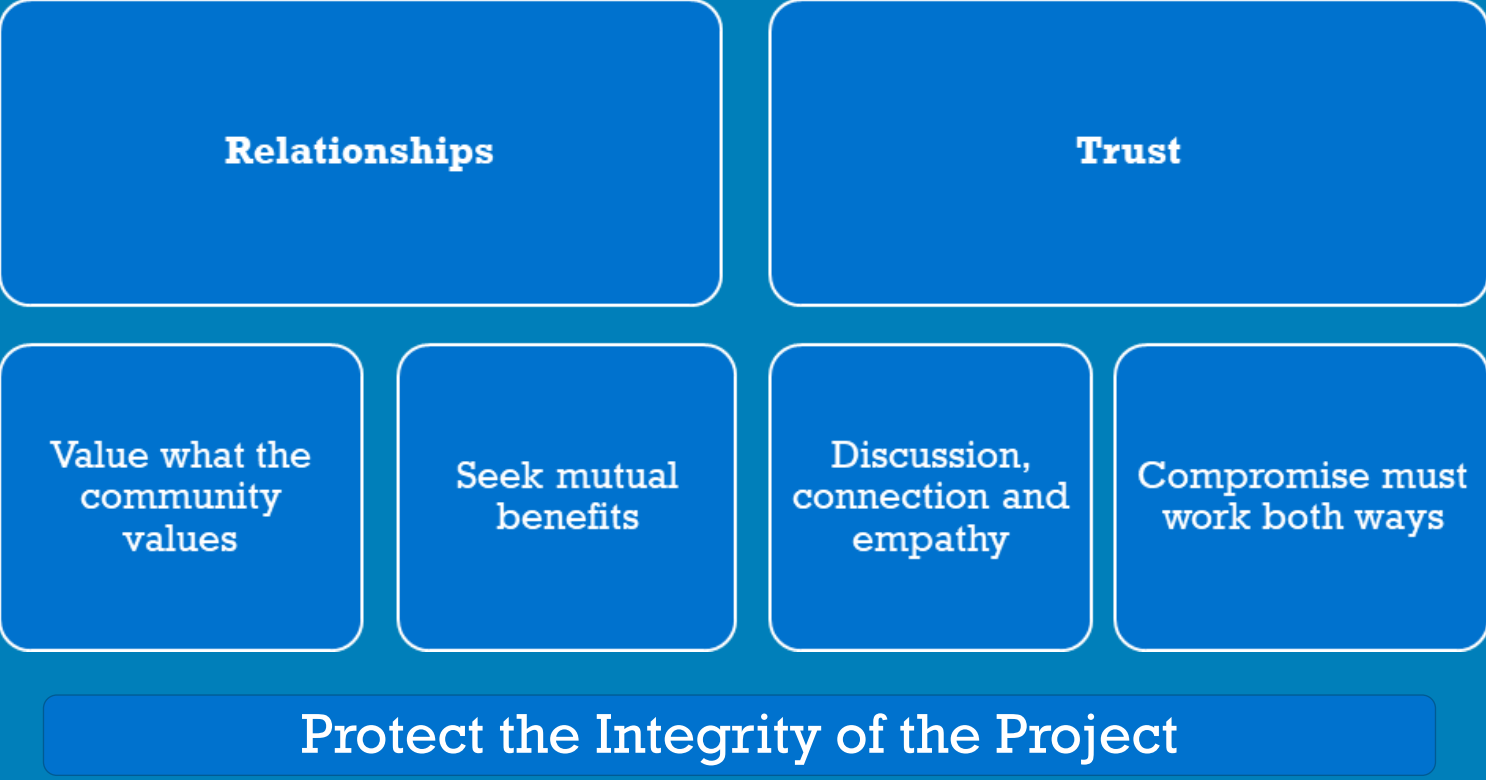 Relationships
Trust
Value what the
community
values
Seek mutual
benefits
Discussion,
connection and
empathy
Compromise must
work both ways
Protect the Integrity of the Project